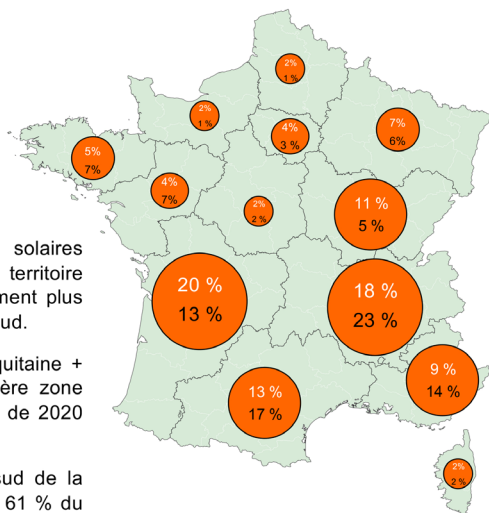 2%
1 %
2%
1 %
4%
3 %
7%
6%
5%
7%
4%
7%
2%
2 %
11 %
5 %
solaires
territoire
ment plus
ud.
20 %
13 %
18 %
23 %
quitaine +
ère zone
de 2020
9 %
14 %
13 %
17 %
sud de la
61 % du
2%
2 %